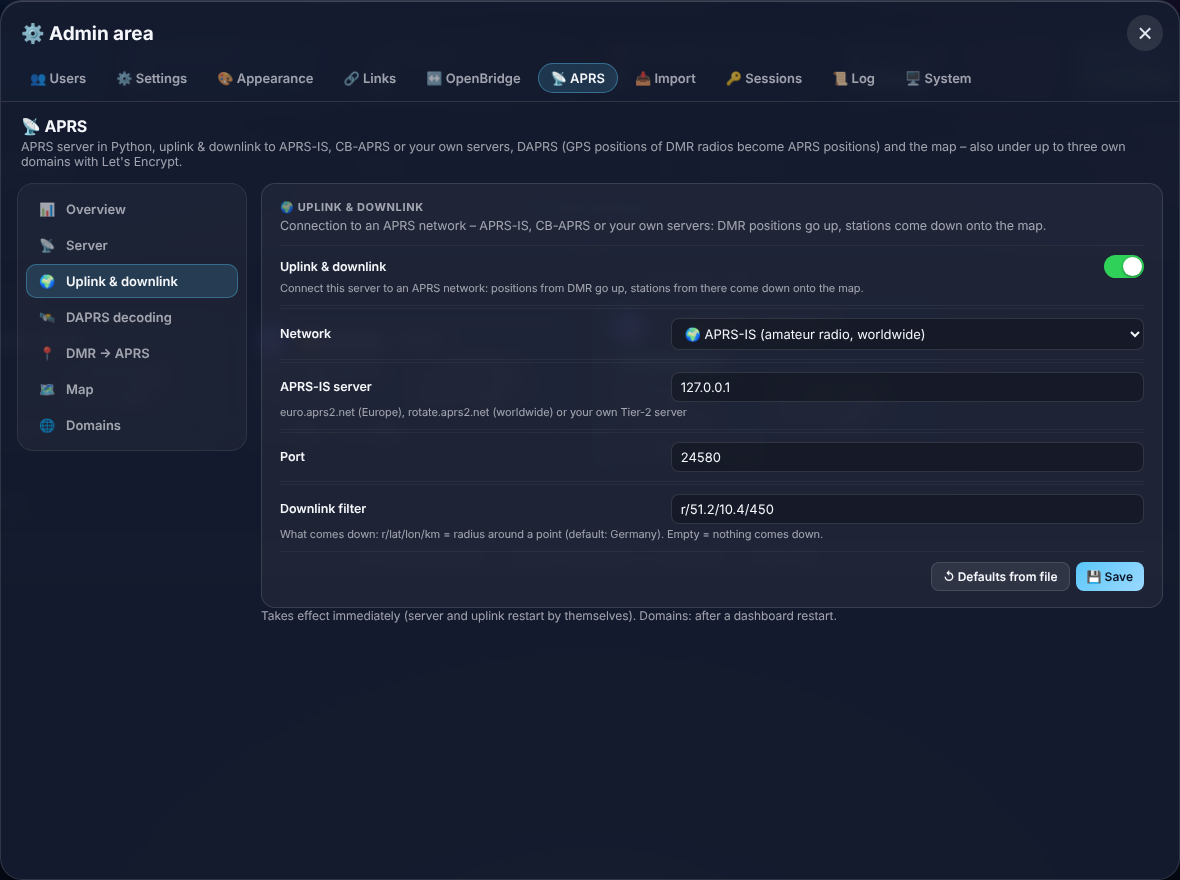 ⚙️ Admin area
✕
👥 Users ⚙️ Settings 🎨 Appearance 🔗 Links ↔️ OpenBridge 📡 APRS 📥 Import 🔑 Sessions 📜 Log 🖥️ System
📡 APRS
APRS server in Python, uplink & downlink to APRS-IS, CB-APRS or your own servers, DAPRS (GPS positions of DMR radios become APRS positions) and the map – also under up to three own
domains with Let's Encrypt.
📊 Overview
📡 Server
🌍 Uplink & downlink
🛰️ DAPRS decoding
📍 DMR → APRS
🗺️ Map
🌐 Domains
🌍 UPLINK & DOWNLINK
Connection to an APRS network – APRS-IS, CB-APRS or your own servers: DMR positions go up, stations come down onto the map.
Uplink & downlink
Connect this server to an APRS network: positions from DMR go up, stations from there come down onto the map.
Network
🌍 APRS-IS (amateur radio, worldwide)
APRS-IS server
127.0.0.1
euro.aprs2.net (Europe), rotate.aprs2.net (worldwide) or your own Tier-2 server
Port
24580
Downlink filter
r/51.2/10.4/450
What comes down: r/lat/lon/km = radius around a point (default: Germany). Empty = nothing comes down.
↺ Defaults from file
💾 Save
Takes effect immediately (server and uplink restart by themselves). Domains: after a dashboard restart.